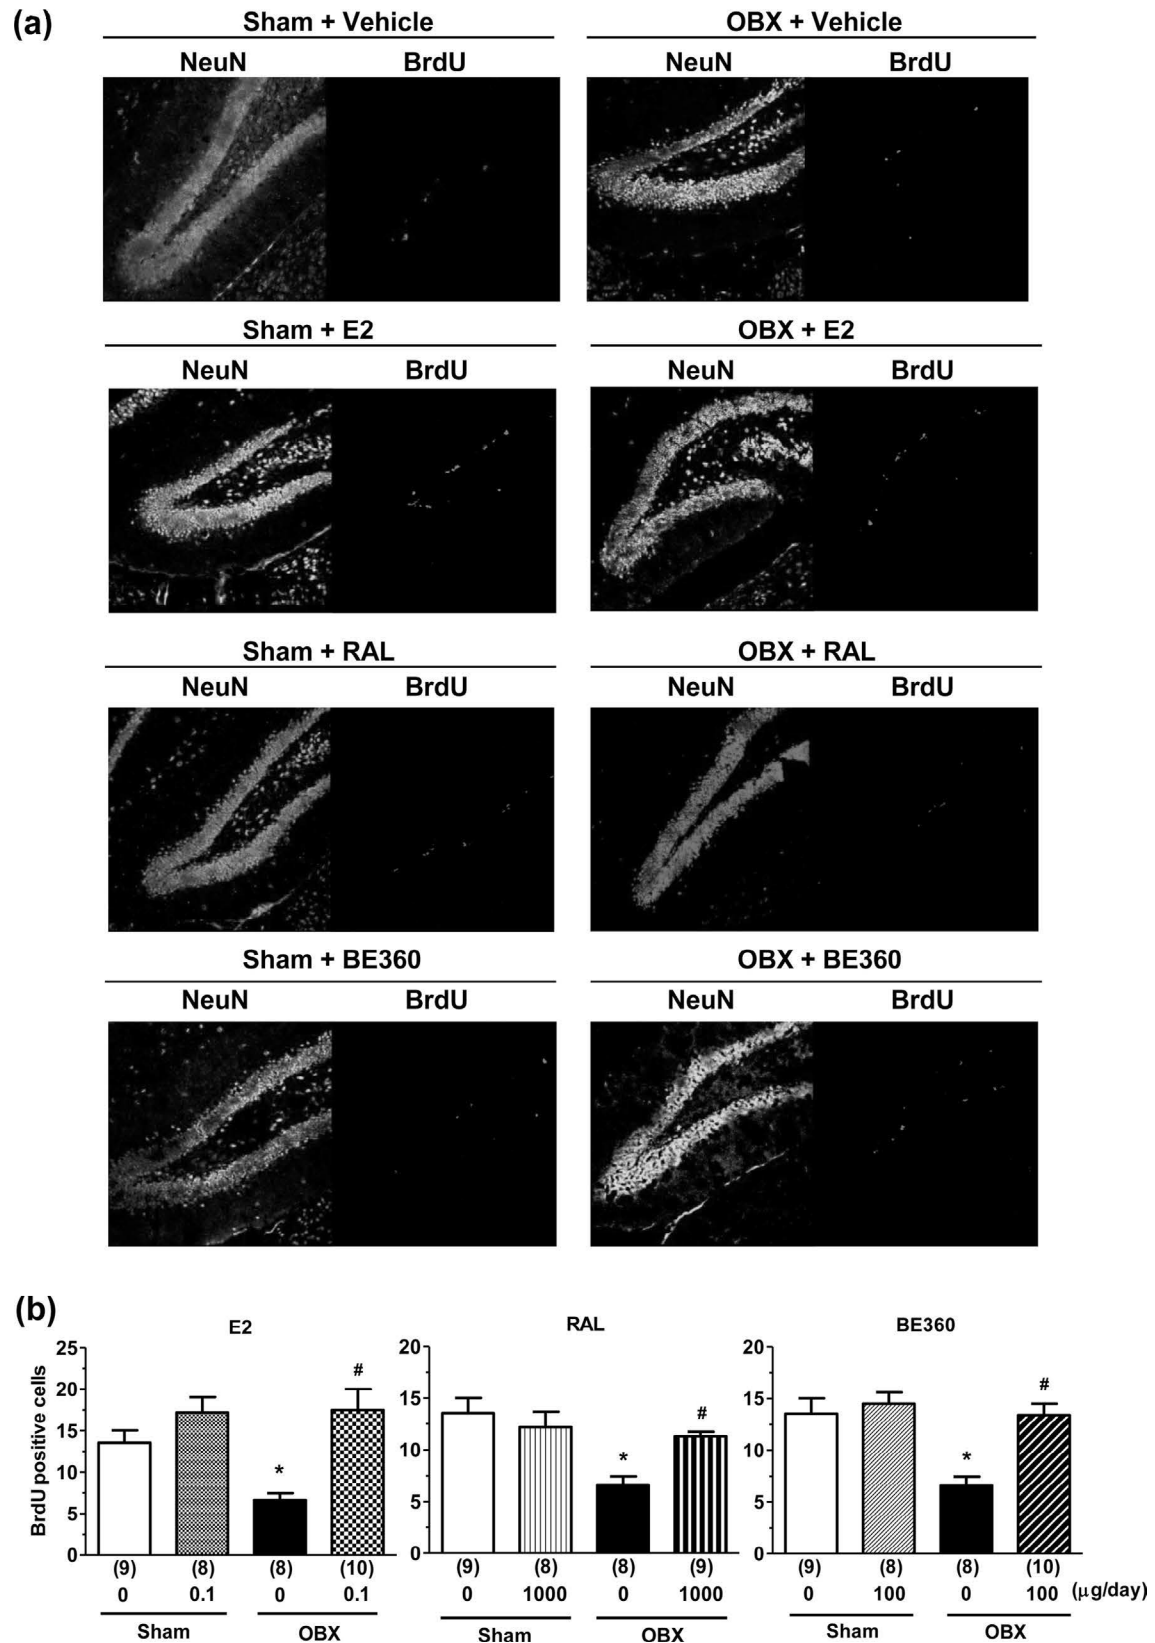 (a)
Sham + Vehicle OBX + Vehicle
NeuN BrdU NeuN BrdU
Sham + E2 OBX + E2
NeuN BrdU NeuN BrdU
Sham + RAL OBX + RAL
NeuN BrdU NeuN BrdU
Sham + BE360 OBX + BE360
NeuN BrdU NeuN BrdU
(b)
E2
BrdU positive cells
25
20
15
10
5
0
* #
(9) (8) (8) (10)
0 0.1 0 0.1
Sham OBX
RAL
20
15
10
5
0
* #
(9) (8) (8) (9)
0 1000 0 1000
Sham OBX
BE360
20
15
10
5
0
* #
(9) (8) (8) (10)
0 100 0 100 (μg/day)
Sham OBX